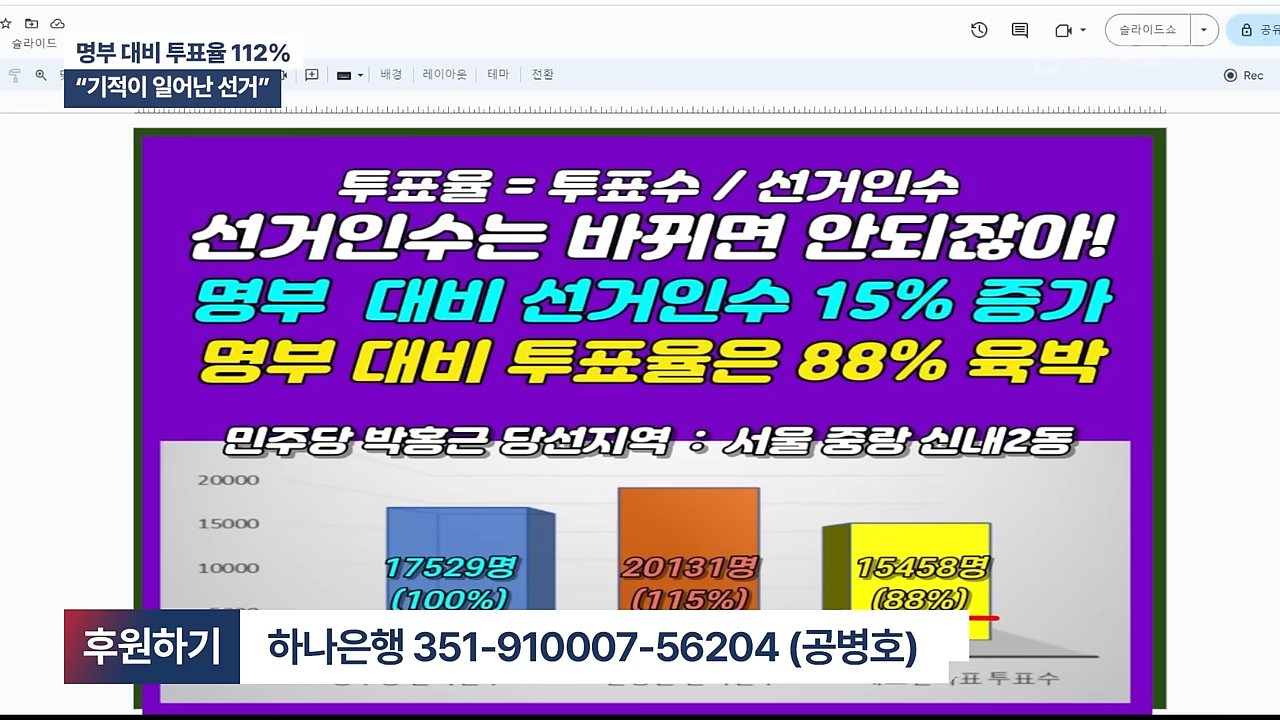 슬라이드
명부 대비 투표율 112%
“기적이 일어난 선거”
슬라이드쇼
공유
배경
레이아웃
테마
전환
Rec
투표율 = 투표수 / 선거인수
선거인수는 바뀌면 안되잖아!
명부 대비 선거인수 15% 증가
명부 대비 투표율은 88% 육박
민주당 박홍근 당선지역 : 서울 중랑 신내2동
20000
15000
10000
17529명
(100%)
20131명
(115%)
15458명
(88%)
후원하기
하나은행 351-910007-56204 (공병호)
투표수